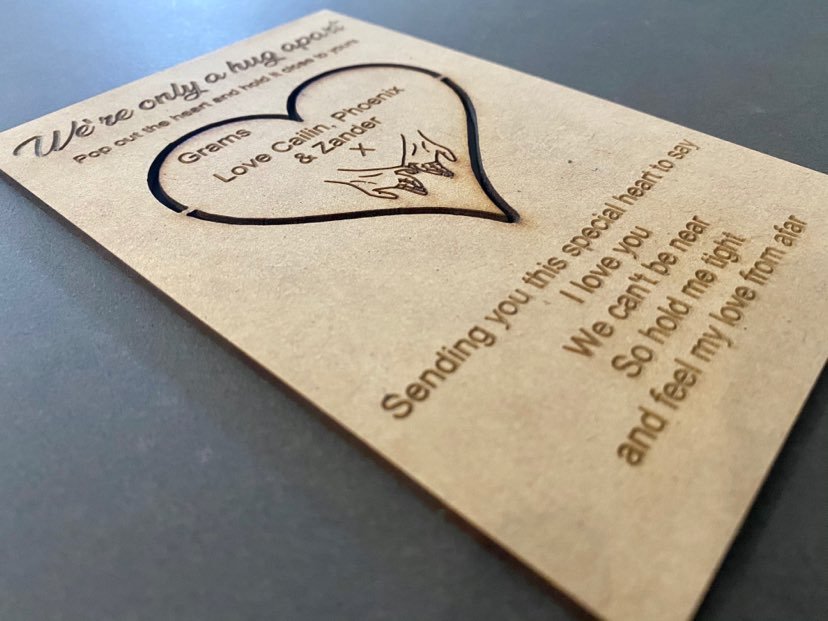 We're only a hug apart
Pop out the heart and hold it close to yours
Grams
Love Cailin, Phoenix
& Zander
X
Sending you this special heart to say
I love you
We can't be near
So hold me tight
and feel my love from afar